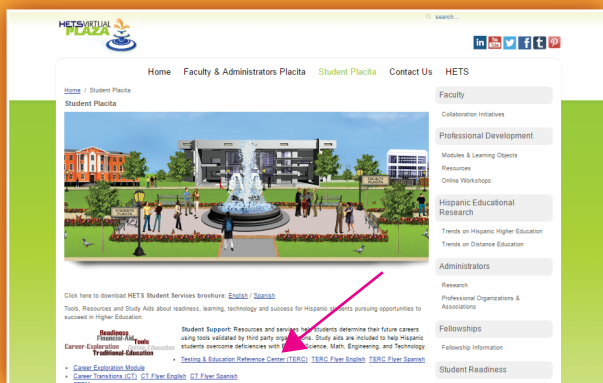 HETS VIRTUAL
PLAZA
search...
Home Faculty & Administrators Placita Student Placita Contact Us HETS
Home / Student Placita
Student Placita
STUDENTS
PLACITA
FACULTY
PLACITA
Click here to download HETS Student Services brochure: English / Spanish
Tools, Resources and Study Aids about readiness, learning, technology and success for Hispanic students pursuing opportunities to
succeed in Higher Education.
Readiness
Financial-Aid Tools
Career-Exploration Online-Education
Traditional-Education
Student Support: Resources and services help students determine their future careers
using tools validated by third party organizations. Study aids are included to help Hispanic
students overcome deficiencies with Science, Math, Engineering, and Technology.
Testing & Education Reference Center (TERC) TERC Flyer English TERC Flyer Spanish
Career Exploration Module
Career Transitions (CT) CT Flyer English CT Flyer Spanish
Faculty
Collaboration Initiatives
Professional Development
Modules & Learning Objects
Resources
Online Workshops
Hispanic Educational
Research
Trends on Hispanic Higher Education
Trends on Distance Education
Administrators
Research
Professional Organizations &
Associations
Fellowships
Fellowship Information
Student Readiness